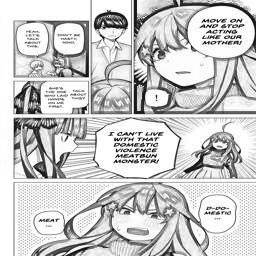 YEAH,
LET'S
TALK
ABOUT
THIS.
DON'T BE
HASTY,
NINO.
MOVE ON
AND STOP
ACTING
LIKE OUR
MOTHER!
SHE'S
THE ONE
WHO LAID
HANDS
ON ME
FIRST.
TALK
ABOUT THIS?
!
I CAN'T LIVE
WITH THAT
DOMESTIC
VIOLENCE
MEATBUN
MONSTER!
MEAT
...
D-DO-
MESTIC
...